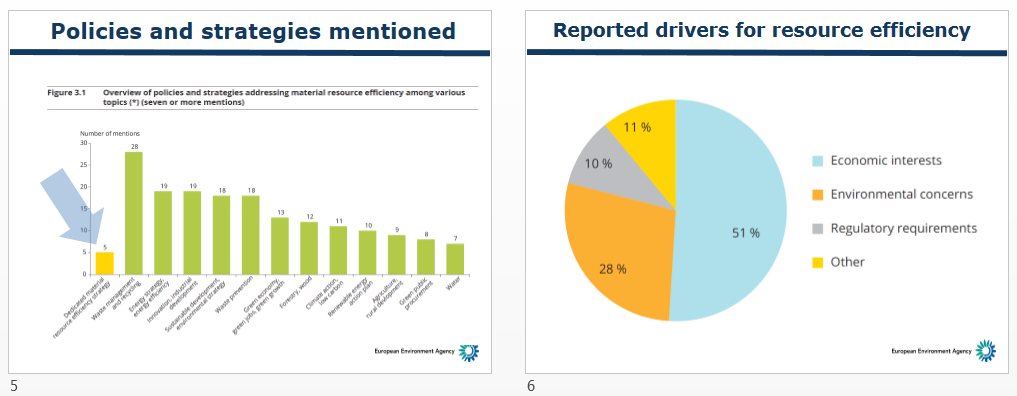 Policies and strategies mentioned
Figure 3.1 Overview of policies and strategies addressing material resource efficiency among various
topics (*) (seven or more mentions)
Number of mentions
30
25
20
15
10
5
0
5
28
19
19
18
18
13
12
11
10
9
8
7
Dedicated material
resource efficiency strategy
Waste management
and recycling
Energy strategy,
energy efficiency
Innovation, industrial
development
Sustainable development,
environmental strategy
Waste prevention
Green economy,
green jobs, green growth
Forestry, wood
Climate action,
low carbon
Renewable energy
action plan
Agriculture,
rural development
Green public
procurement
Water
European Environment Agency
5
Reported drivers for resource efficiency
11 %
10 %
51 %
28 %
Economic interests
Environmental concerns
Regulatory requirements
Other
European Environment Agency
6